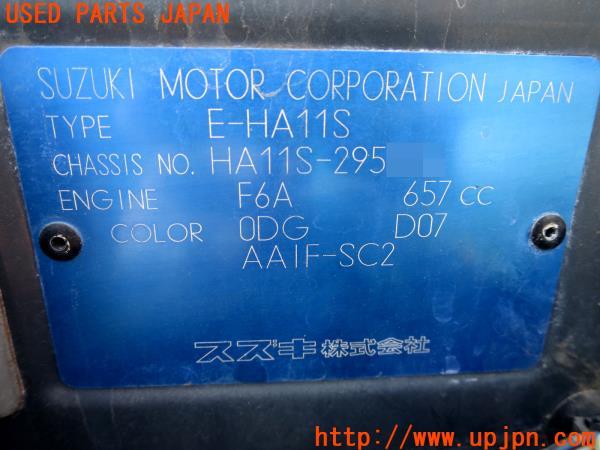 USED PARTS JAPAN
SUZUKI MOTOR CORPORATION JAPAN
TYPE E-HA11S
CHASSIS NO. HA11S-295
ENGINE F6A 657 CC
COLOR 0DG D07
AAIF-SC2
スズキ株式会社
http://www.upjpn.com/